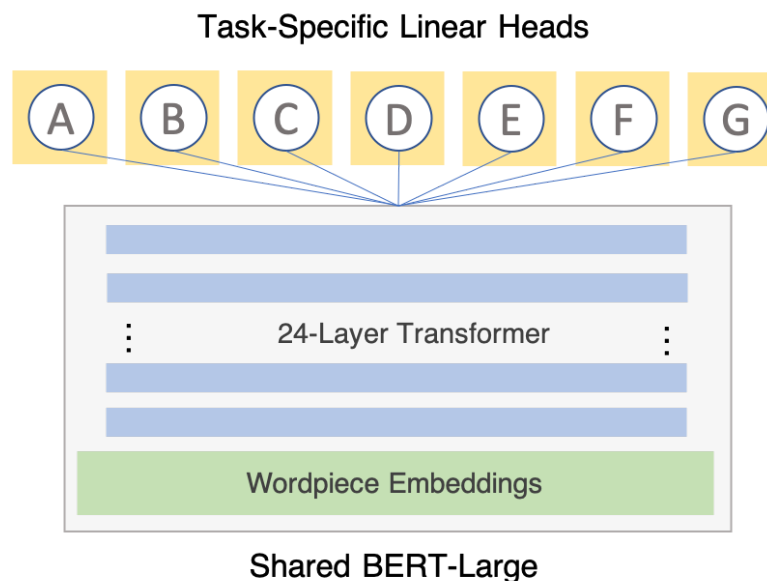 Task-Specific Linear Heads
A B C D E F G
24-Layer Transformer
Wordpiece Embeddings
Shared BERT-Large